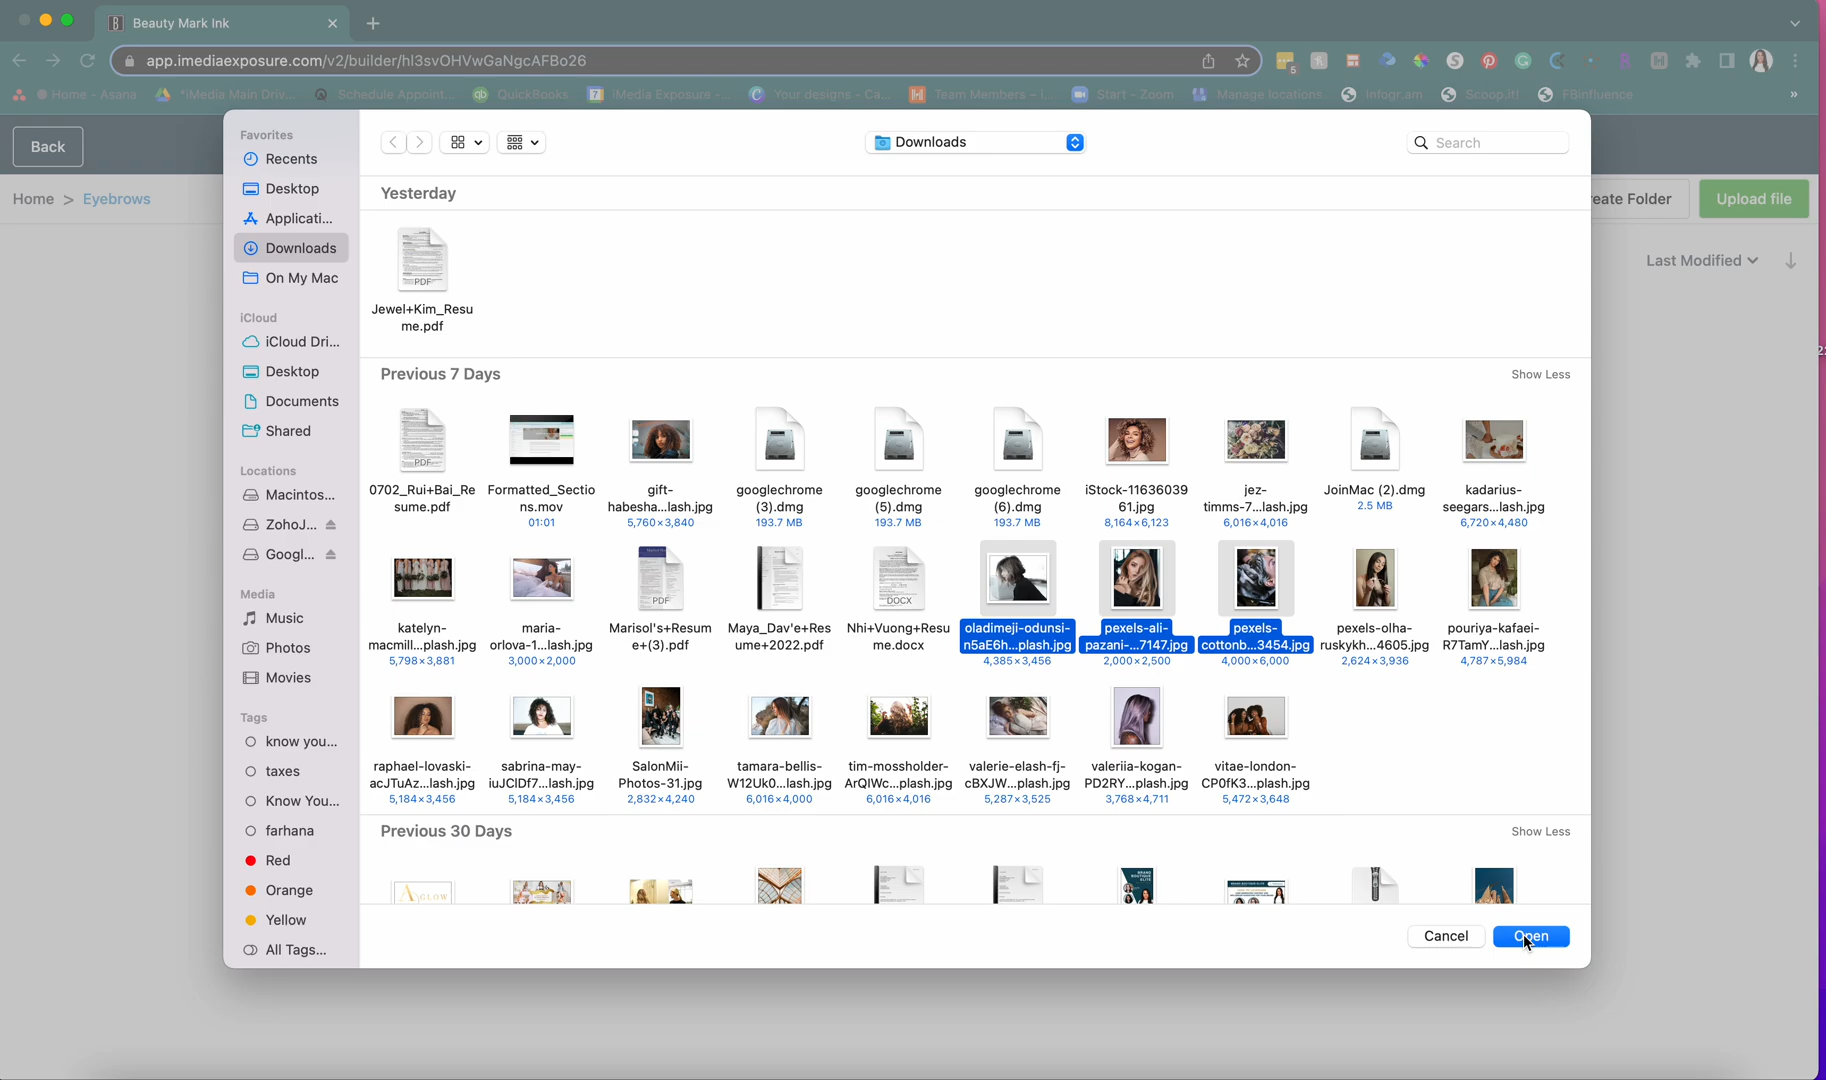 Beauty Mark Ink
app.imediaexposure.com/v2/builder/hl3svOHVwGaNgcAFBo26
5
Home - Asana
*iMedia Main Driv...
Schedule Appoint...
QuickBooks
iMedia Exposure -...
Your designs - Ca...
Team Members – i...
Start - Zoom
Manage locations
Infogr.am
Scoop.it!
FBinfluence
»
Back
Home > Eyebrows
eate Folder
Upload file
Last Modified
Favorites
Recents
Desktop
Applicati...
Downloads
On My Mac
iCloud
iCloud Dri...
Desktop
Documents
Shared
Locations
Macintos...
ZohoJ...
Googl...
Media
Music
Photos
Movies
Tags
know you...
taxes
Know You...
farhana
Red
Orange
Yellow
All Tags...
Downloads
Search
Yesterday
PDF
Jewel+Kim_Resu
me.pdf
Previous 7 Days
Show Less
PDF
0702_Rui+Bai_Re
sume.pdf
Formatted_Sectio
ns.mov
01:01
gift-
habesha...lash.jpg
5,760×3,840
googlechrome
(3).dmg
193.7 MB
googlechrome
(5).dmg
193.7 MB
googlechrome
(6).dmg
193.7 MB
iStock-11636039
61.jpg
8,164×6,123
jez-
timms-7...lash.jpg
6,016×4,016
JoinMac (2).dmg
2.5 MB
kadarius-
seegars...lash.jpg
6,720×4,480
katelyn-
macmill...plash.jpg
5,798×3,881
maria-
orlova-1...lash.jpg
3,000×2,000
PDF
Marisol's+Resum
e+(3).pdf
Maya_Dav'e+Res
ume+2022.pdf
DOCX
Nhi+Vuong+Resu
me.docx
oladimeji-odunsi-
n5aE6h...plash.jpg
4,385×3,456
pexels-ali-
pazani-...7147.jpg
2,000×2,500
pexels-
cottonb...3454.jpg
4,000×6,000
pexels-olha-
ruskykh...4605.jpg
2,624×3,936
pouriya-kafaei-
R7TamY...lash.jpg
4,787×5,984
raphael-lovaski-
acJTuAz...lash.jpg
5,184×3,456
sabrina-may-
iuJCIDf7...lash.jpg
5,184×3,456
SalonMii-
Photos-31.jpg
2,832×4,240
tamara-bellis-
W12Uk0...lash.jpg
6,016×4,000
tim-mossholder-
ArQIWc...plash.jpg
6,016×4,016
valerie-elash-fj-
cBXJW...plash.jpg
5,287×3,525
valeriia-kogan-
PD2RY...plash.jpg
3,768×4,711
vitae-london-
CP0fK3...plash.jpg
5,472×3,648
Previous 30 Days
Show Less
Cancel
Open